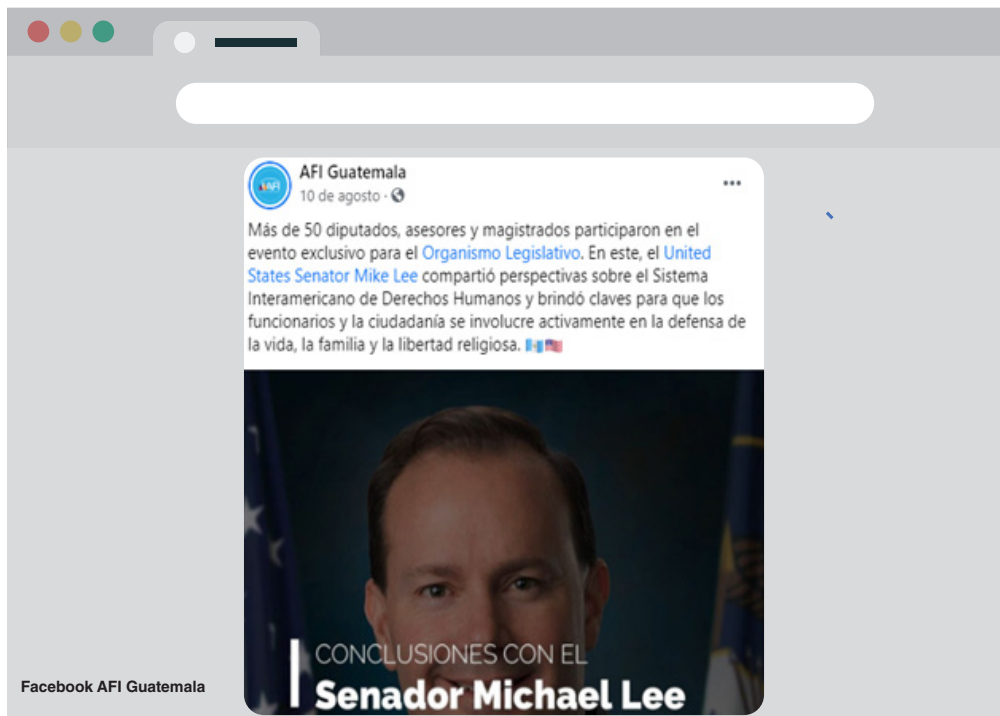 AFI Guatemala
10 de agosto ·
Más de 50 diputados, asesores y magistrados participaron en el
evento exclusivo para el Organismo Legislativo. En este, el United
States Senator Mike Lee compartió perspectivas sobre el Sistema
Interamericano de Derechos Humanos y brindó claves para que los
funcionarios y la ciudadanía se involucre activamente en la defensa de
la vida, la familia y la libertad religiosa.
CONCLUSIONES CON EL
Senador Michael Lee
Facebook AFI Guatemala